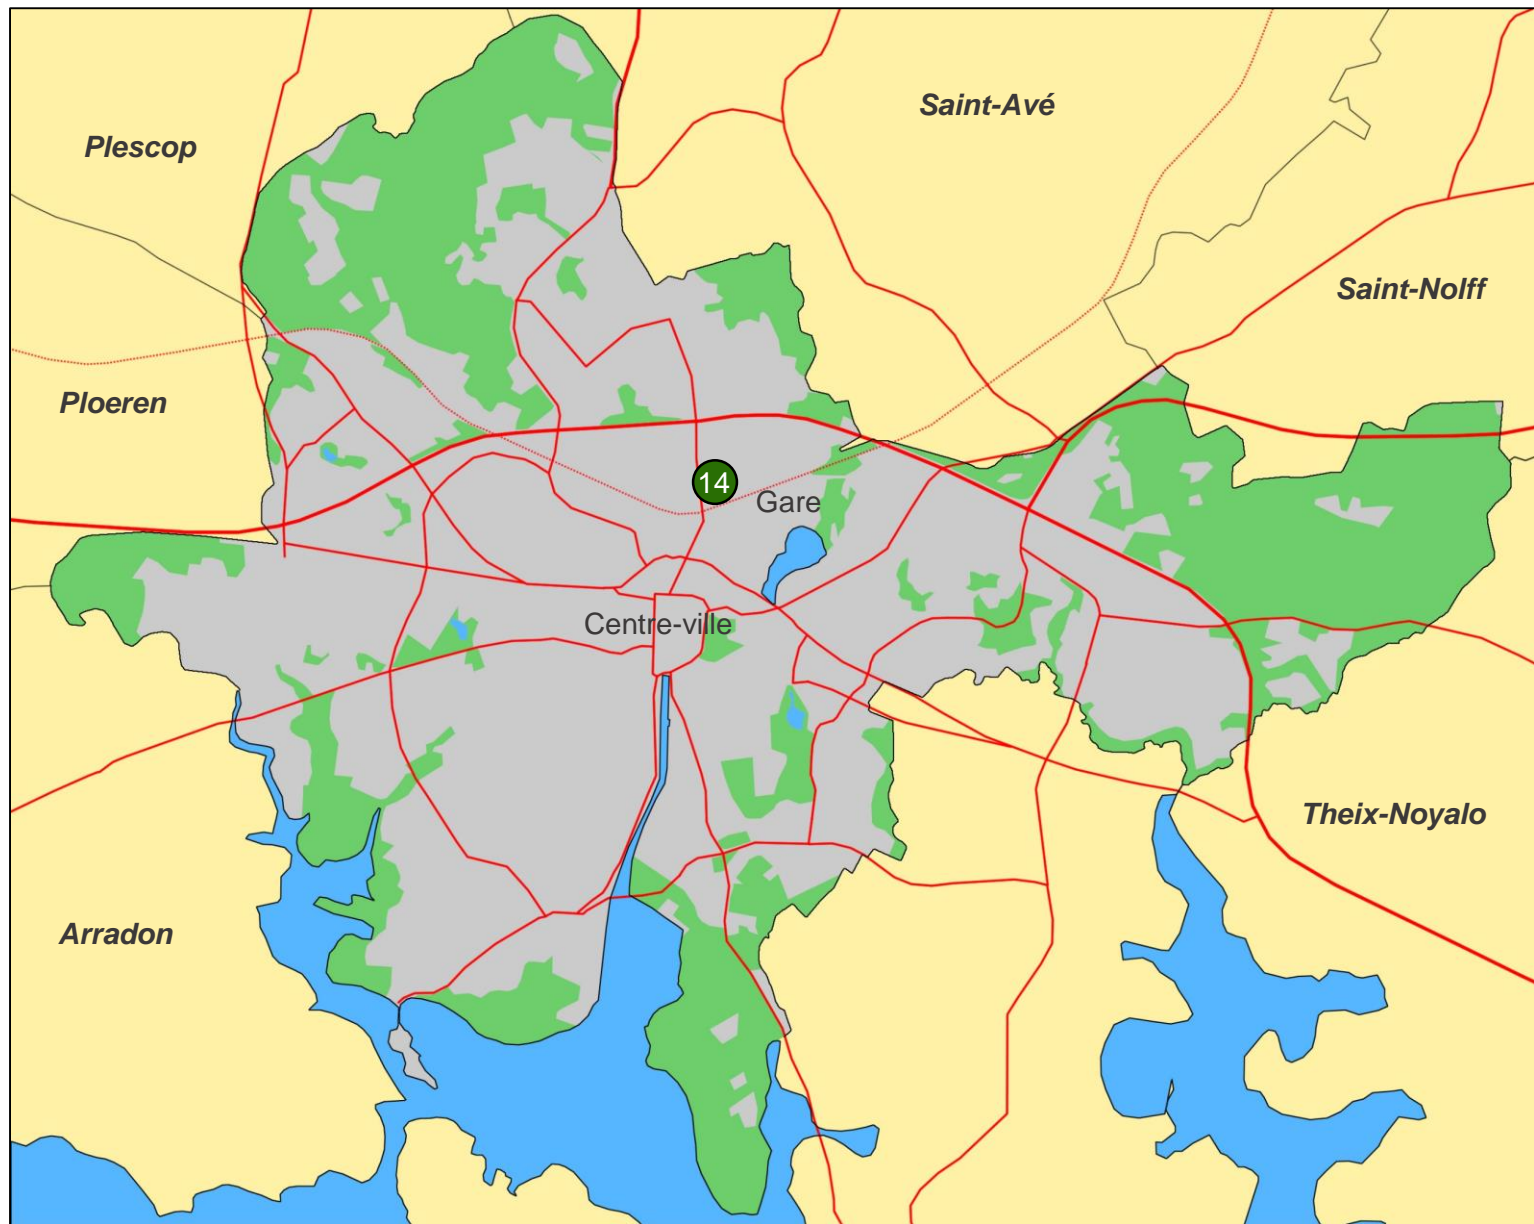 Saint-Avé
Plescop
Saint-Nolff
Ploeren
14
Gare
Centre-ville
Theix-Noyalo
Arradon